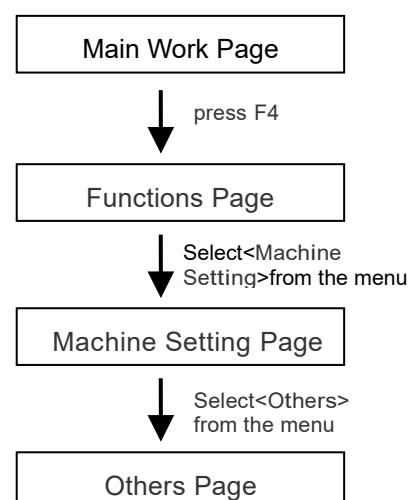 Main Work Page
press F4
Functions Page
Select<Machine
Setting>from the menu
Machine Setting Page
Select<Others>
from the menu
Others Page